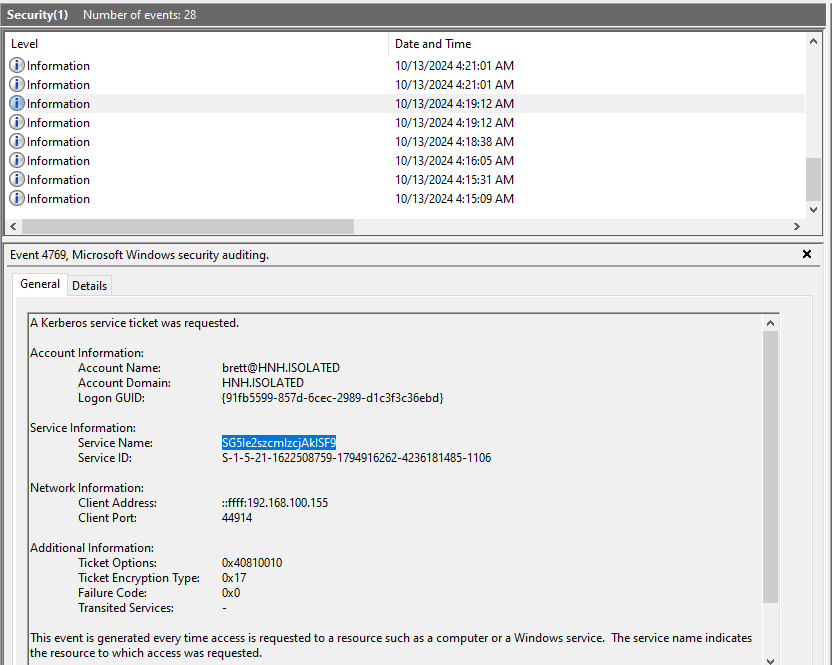 Security(1) Number of events: 28
Level Date and Time
Information 10/13/2024 4:21:01 AM
Information 10/13/2024 4:21:01 AM
Information 10/13/2024 4:19:12 AM
Information 10/13/2024 4:19:12 AM
Information 10/13/2024 4:18:38 AM
Information 10/13/2024 4:16:05 AM
Information 10/13/2024 4:15:31 AM
Information 10/13/2024 4:15:09 AM
Event 4769, Microsoft Windows security auditing.
General Details
A Kerberos service ticket was requested.
Account Information:
Account Name: brett@HNH.ISOLATED
Account Domain: HNH.ISOLATED
Logon GUID: {91fb5599-857d-6cec-2989-d1c3f3c36ebd}
Service Information:
Service Name:
Service ID: S-1-5-21-1622508759-1794916262-4236181485-1106
Network Information:
Client Address: ::ffff:192.168.100.155
Client Port: 44914
Additional Information:
Ticket Options: 0x40810010
Ticket Encryption Type: 0x17
Failure Code: 0x0
Transited Services: -
This event is generated every time access is requested to a resource such as a computer or a Windows service. The service name indicates
the resource to which access was requested.